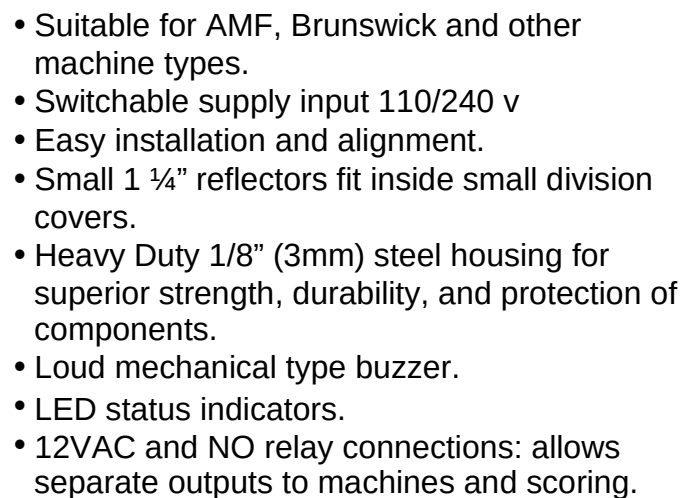 • Suitable for AMF, Brunswick and other
machine types.
• Switchable supply input 110/240 v
• Easy installation and alignment.
• Small 1 ¼” reflectors fit inside small division
covers.
• Heavy Duty 1/8” (3mm) steel housing for
superior strength, durability, and protection of
components.
• Loud mechanical type buzzer.
• LED status indicators.
• 12VAC and NO relay connections: allows
separate outputs to machines and scoring.